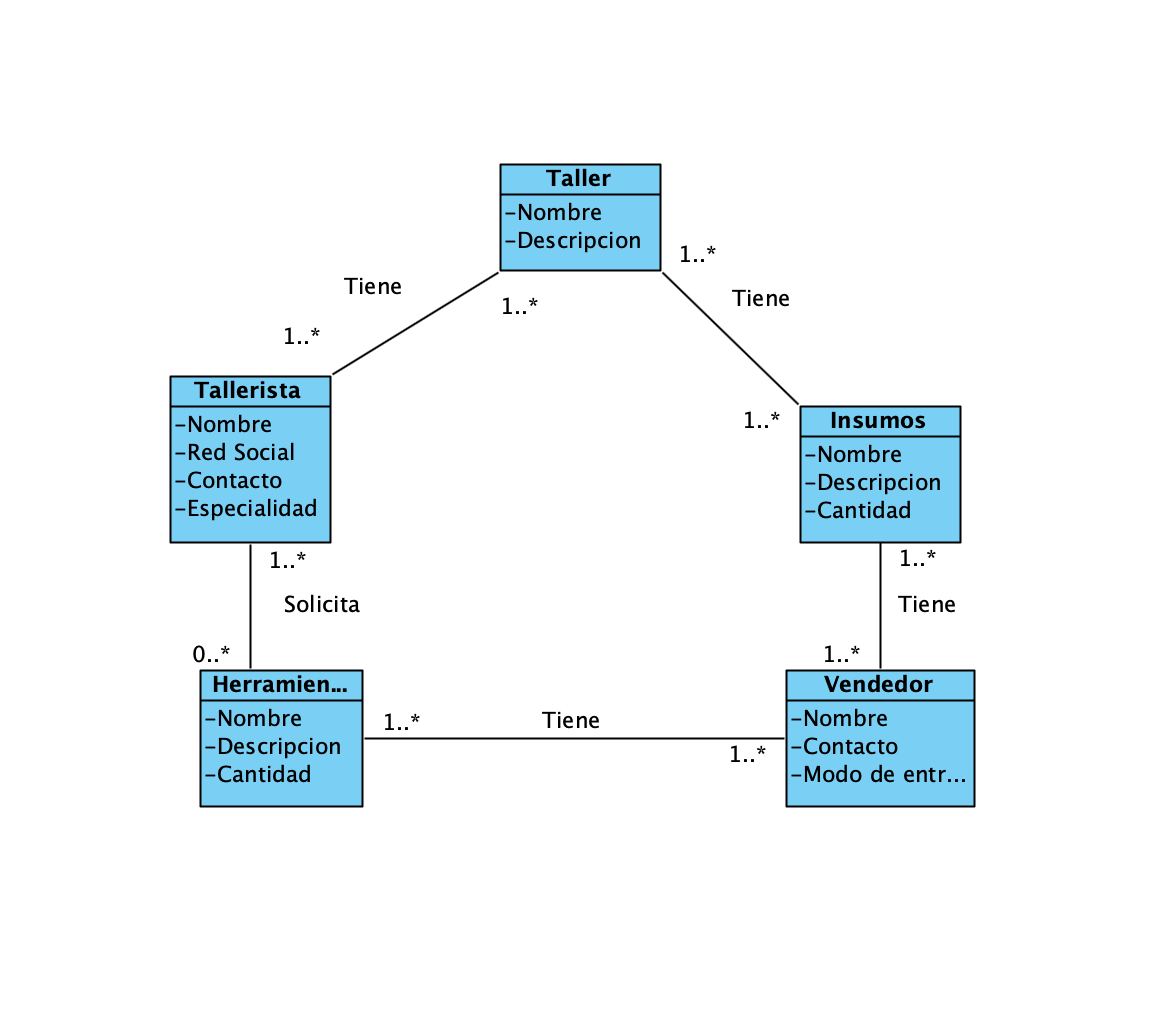 Taller
-Nombre
-Descripcion
1..*
Tiene
1..*
Tiene
1..*
1..*
Tallerista
-Nombre
-Red Social
-Contacto
-Especialidad
Insumos
-Nombre
-Descripcion
-Cantidad
1..*
Solicita
0..*
1..*
Tiene
1..*
Herramien...
-Nombre
-Descripcion
-Cantidad
1..*
Tiene
1..*
Vendedor
-Nombre
-Contacto
-Modo de entr...